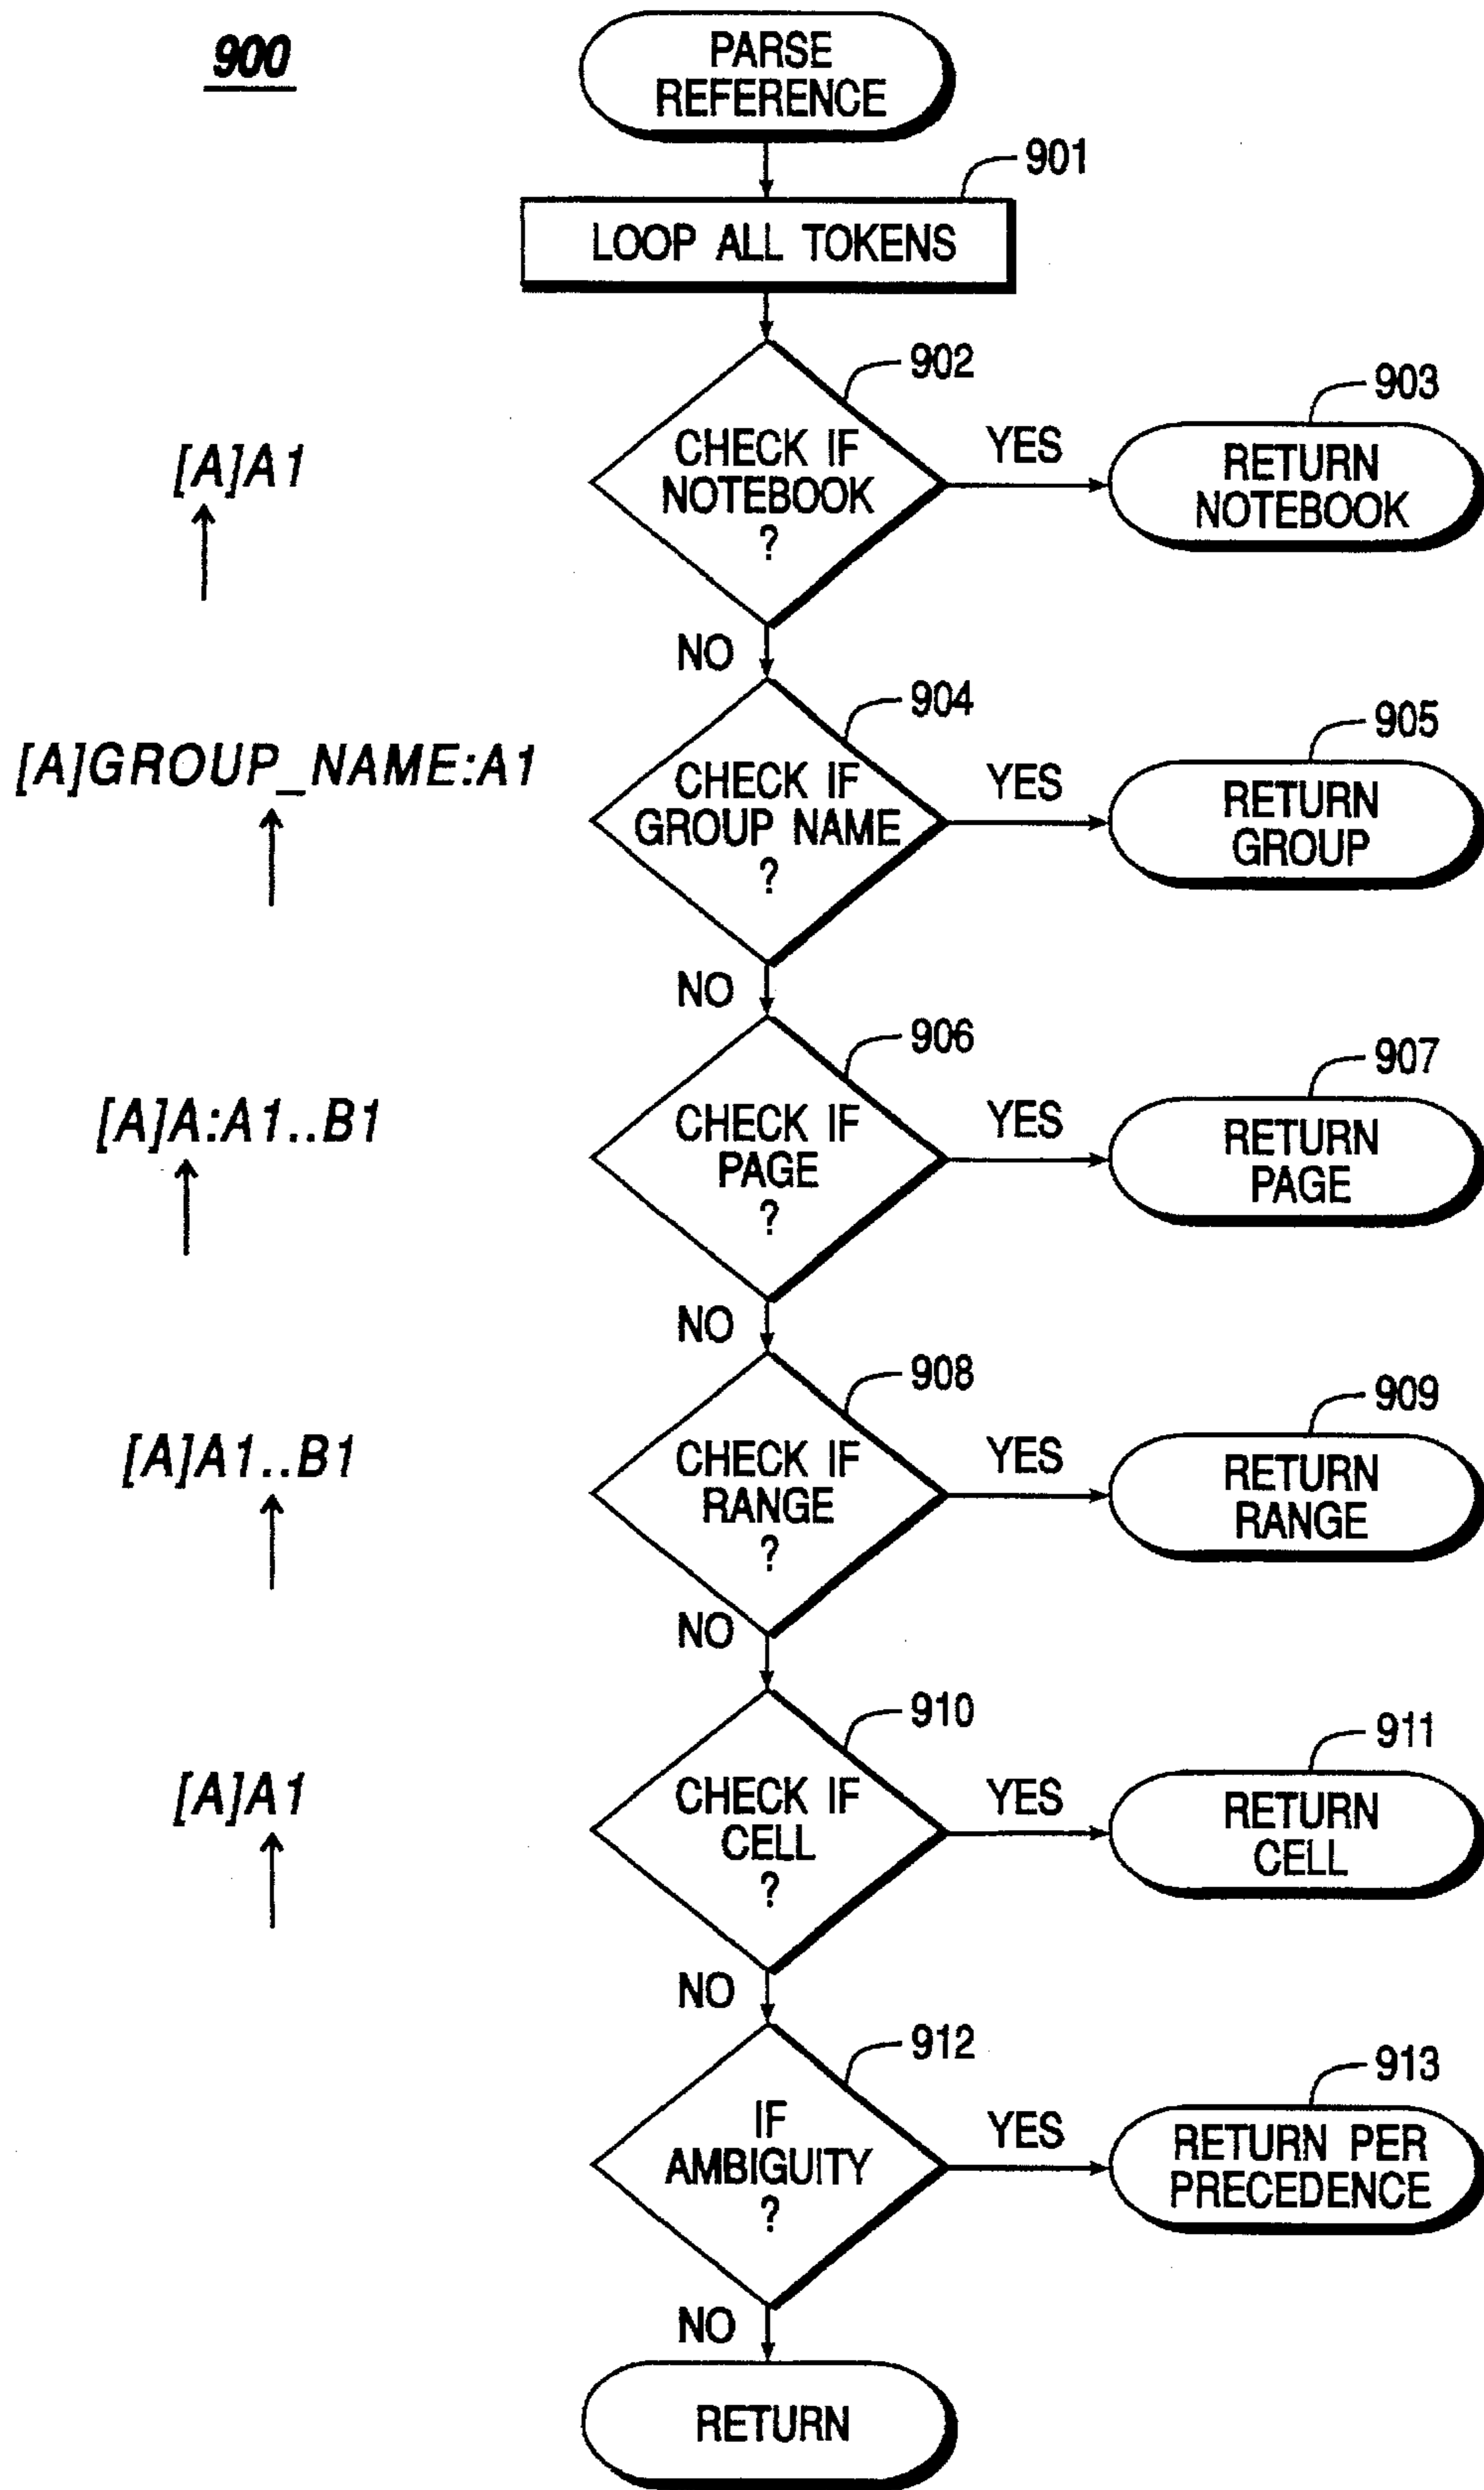 900
PARSE
REFERENCE
901
LOOP ALL TOKENS
902
903
[A]A1
CHECK IF
NOTEBOOK
?
YES
RETURN
NOTEBOOK
NO
904
905
[A]GROUP_NAME:A1
CHECK IF
GROUP NAME
?
YES
RETURN
GROUP
NO
906
907
[A]A:A1..B1
CHECK IF
PAGE
?
YES
RETURN
PAGE
NO
908
909
[A]A1..B1
CHECK IF
RANGE
?
YES
RETURN
RANGE
NO
910
911
[A]A1
CHECK IF
CELL
?
YES
RETURN
CELL
NO
912
913
IF
AMBIGUITY
?
YES
RETURN PER
PRECEDENCE
NO
RETURN